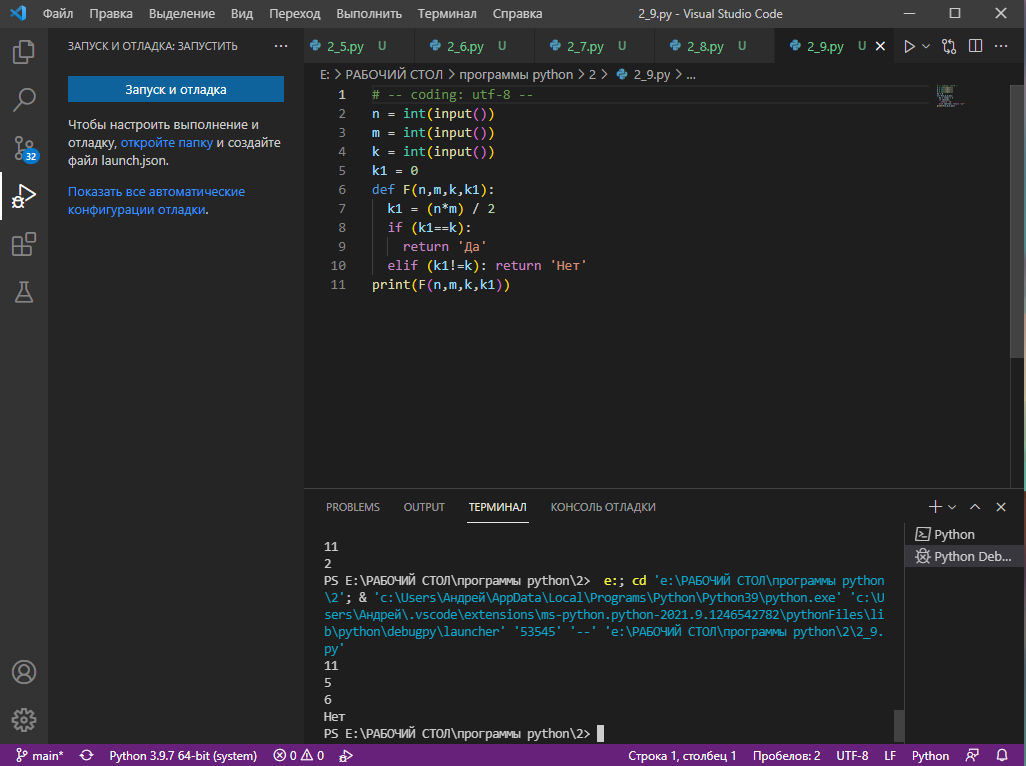 Файл Правка Выделение Вид Переход Выполнить Терминал Справка 2_9.py - Visual Studio Code
ЗАПУСК И ОТЛАДКА: ЗАПУСТИТЬ ...
2_5.py U 2_6.py U 2_7.py U 2_8.py U 2_9.py U
E: > РАБОЧИЙ СТОЛ > программы python > 2 > 2_9.py > ...
Запуск и отладка
Чтобы настроить выполнение и
отладку, откройте папку и создайте
файл launch.json.
Показать все автоматические
конфигурации отладки.
32
1 # -- coding: utf-8 --
2 n = int(input())
3 m = int(input())
4 k = int(input())
5 k1 = 0
6 def F(n,m,k,k1):
7 k1 = (n*m) / 2
8 if (k1==k):
9 return 'Да'
10 elif (k1!=k): return 'Нет'
11 print(F(n,m,k,k1))
PROBLEMS OUTPUT ТЕРМИНАЛ КОНСОЛЬ ОТЛАДКИ
Python
Python Deb...
11
2
PS E:\РАБОЧИЙ СТОЛ\программы python\2> e:; cd 'e:\РАБОЧИЙ СТОЛ\программы python
\2'; & 'c:\Users\Андрей\AppData\Local\Programs\Python\Python39\python.exe' 'c:\U
sers\Андрей\.vscode\extensions\ms-python.python-2021.9.1246542782\pythonFiles\li
b\python\debugpy\launcher' '53545' '--' 'e:\РАБОЧИЙ СТОЛ\программы python\2\2_9.
py'
11
5
6
Нет
PS E:\РАБОЧИЙ СТОЛ\программы python\2>
main* Python 3.9.7 64-bit (system) 0 0 Строка 1, столбец 1 Пробелов: 2 UTF-8 LF Python